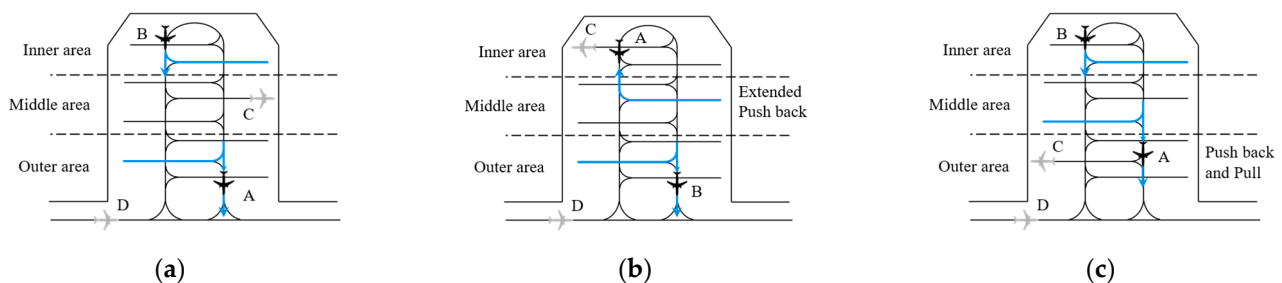 B
Inner area
Middle area
C
Outer area
A
D
(a)
C
A
Inner area
Middle area
Extended
Push back
Outer area
B
D
(b)
B
Inner area
Middle area
C
A
Outer area
Push back
and Pull
D
(c)